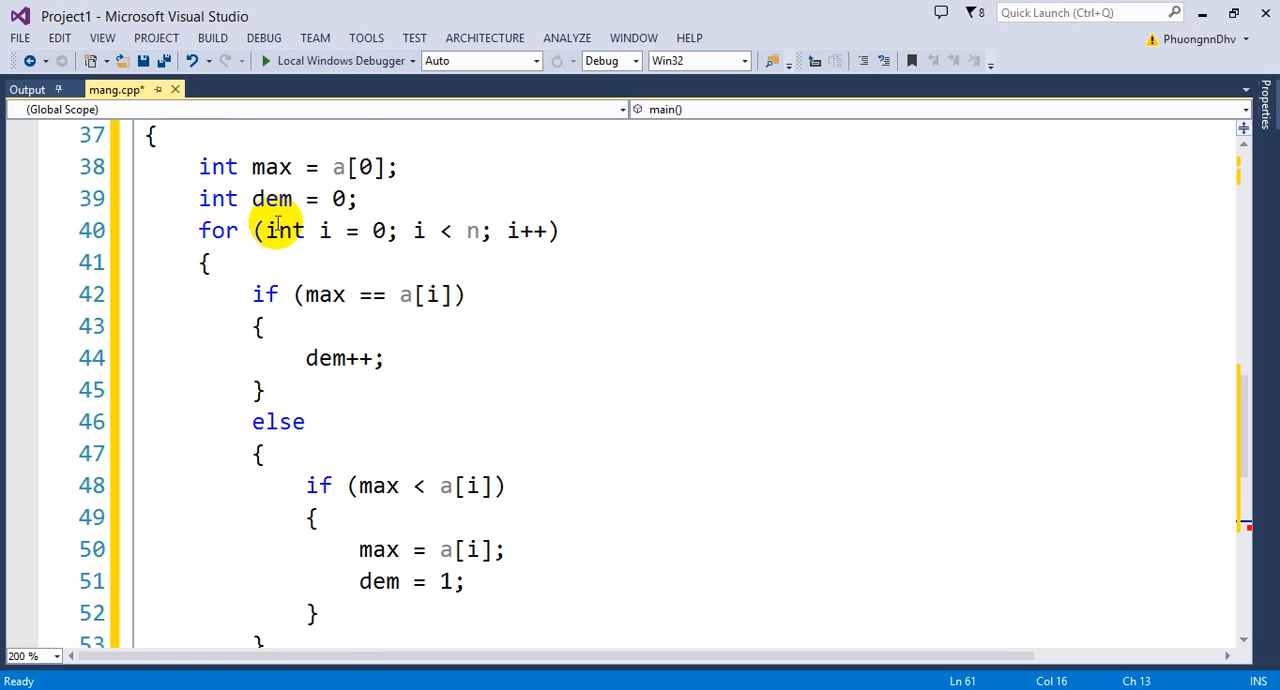 Project1 - Microsoft Visual Studio
8
Quick Launch (Ctrl+Q)
FILE EDIT VIEW PROJECT BUILD DEBUG TEAM TOOLS TEST ARCHITECTURE ANALYZE WINDOW HELP
PhuongnnDhv
Local Windows Debugger Auto Debug Win32
Output mang.cpp*
(Global Scope) main()
Properties
37 {
38 int max = a[0];
39 int dem = 0;
40 for (int i = 0; i < n; i++)
41 {
42 if (max == a[i])
43 {
44 dem++;
45 }
46 else
47 {
48 if (max < a[i])
49 {
50 max = a[i];
51 dem = 1;
52 }
53 }
200 %
Ready Ln 61 Col 16 Ch 13 INS